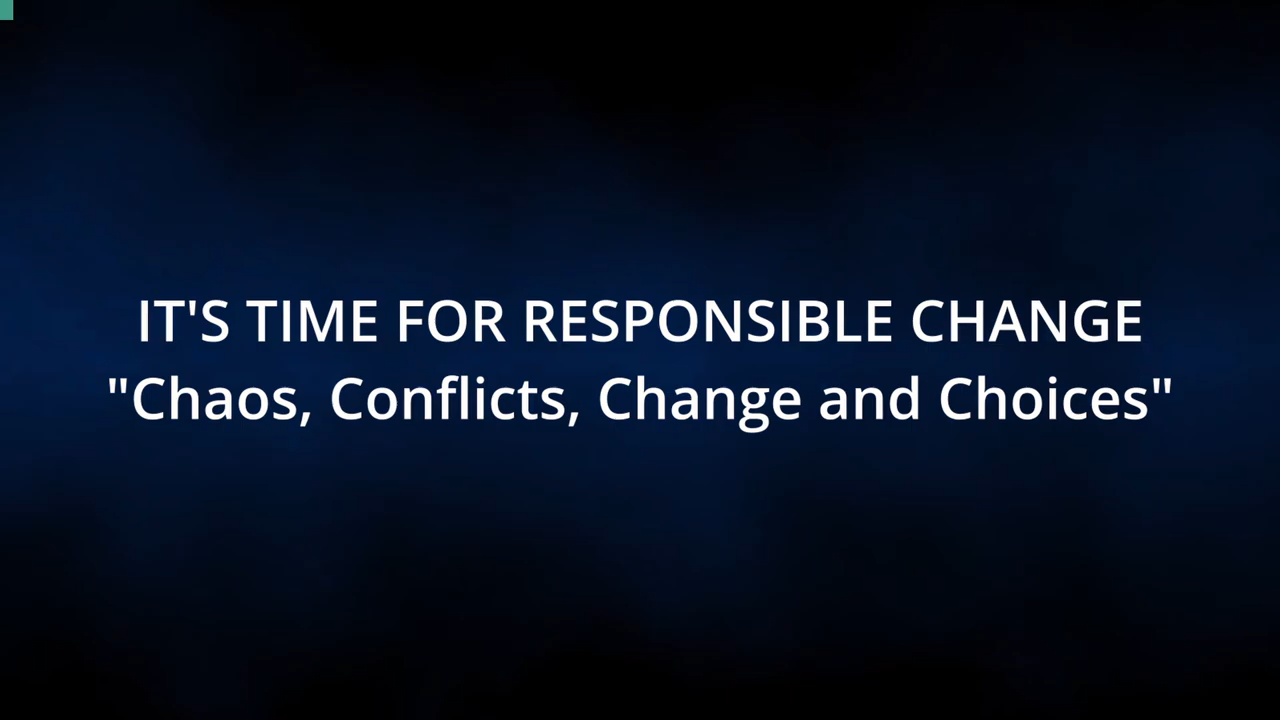 IT'S TIME FOR RESPONSIBLE CHANGE
"Chaos, Conflicts, Change and Choices"